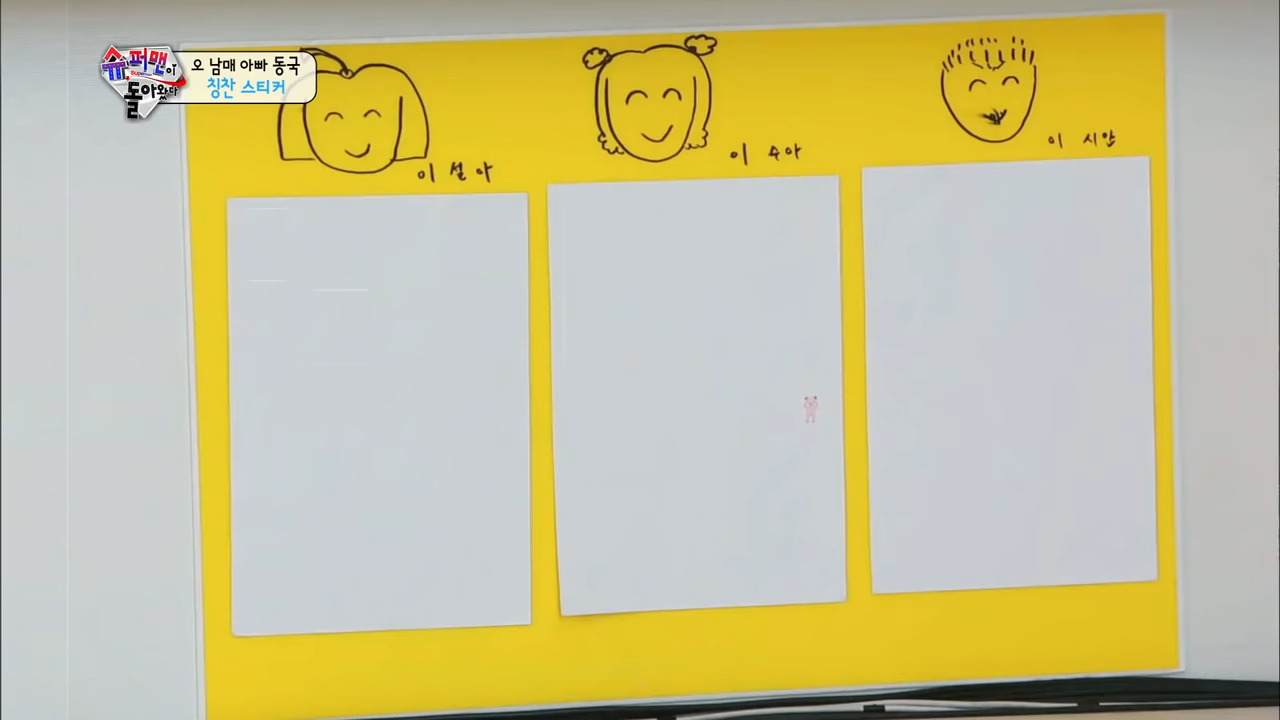 슈퍼맨이
돌아왔다
오 남매 아빠 동국
칭찬 스티커
이 설아
이 수아
이 시안